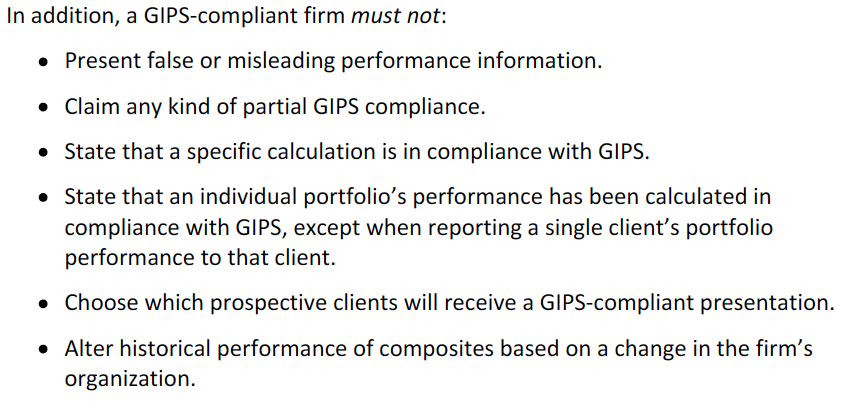 In addition, a GIPS-compliant firm must not:
• Present false or misleading performance information.
• Claim any kind of partial GIPS compliance.
• State that a specific calculation is in compliance with GIPS.
• State that an individual portfolio’s performance has been calculated in
compliance with GIPS, except when reporting a single client’s portfolio
performance to that client.
• Choose which prospective clients will receive a GIPS-compliant presentation.
• Alter historical performance of composites based on a change in the firm’s
organization.